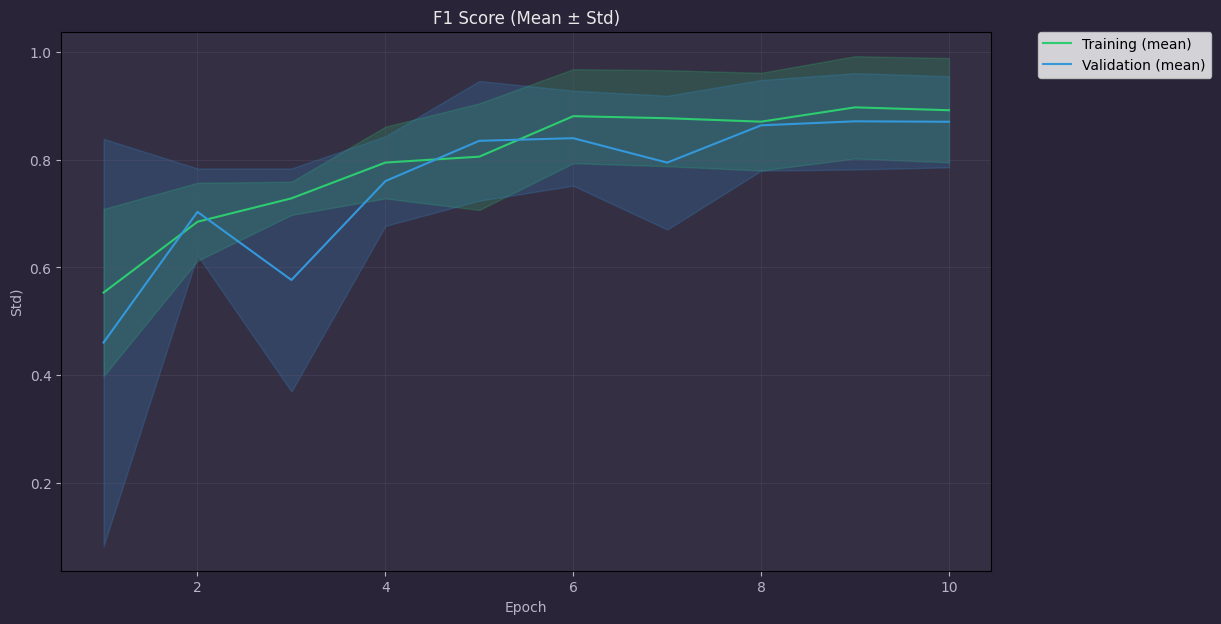 F1 Score (Mean ± Std)
Training (mean)
Validation (mean)
1.0
0.8
0.6
0.4
0.2
Std)
2
4
6
8
10
Epoch